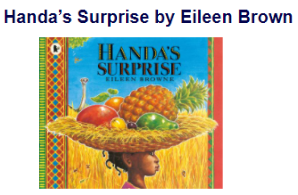 Handa’s Surprise by Eileen Brown
HANDA'S
SURPRISE
EILEEN BROWNE